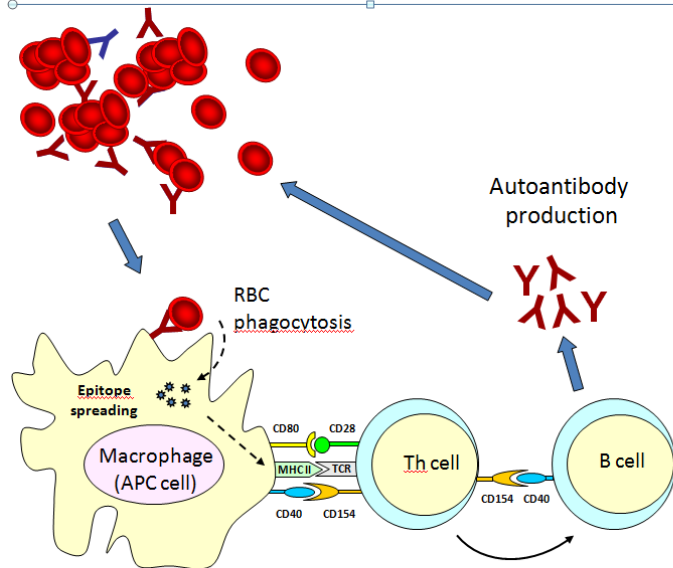 Autoantibody
production
RBC
phagocytosis
Epitope
spreading
CD80
CD28
Macrophage
(APC cell)
MHC II
TCR
Th cell
B cell
CD154
CD40
CD40
CD154